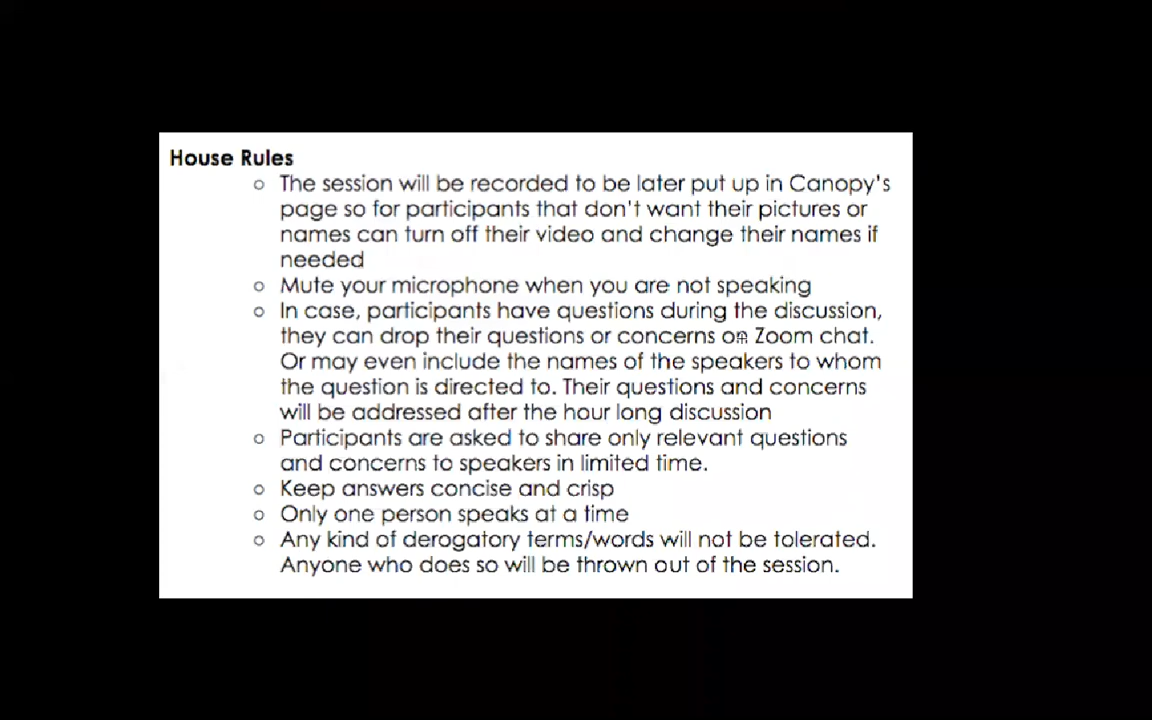 House Rules
○ The session will be recorded to be later put up in Canopy's
page so for participants that don't want their pictures or
names can turn off their video and change their names if
needed
○ Mute your microphone when you are not speaking
○ In case, participants have questions during the discussion,
they can drop their questions or concerns on Zoom chat.
Or may even include the names of the speakers to whom
the question is directed to. Their questions and concerns
will be addressed after the hour long discussion
○ Participants are asked to share only relevant questions
and concerns to speakers in limited time.
○ Keep answers concise and crisp
○ Only one person speaks at a time
○ Any kind of derogatory terms/words will not be tolerated.
Anyone who does so will be thrown out of the session.